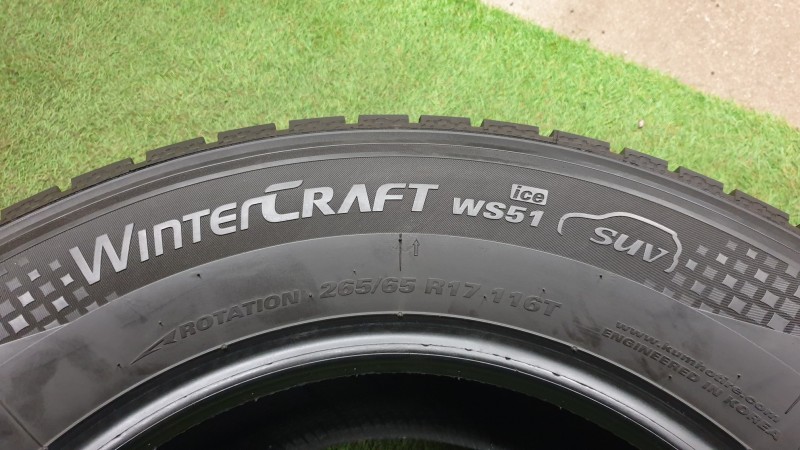 WINTERCRAFT ws51 ice SUV
ROTATION 265/65 R17 116T
www.kumhotire.com
ENGINEERED IN KOREA